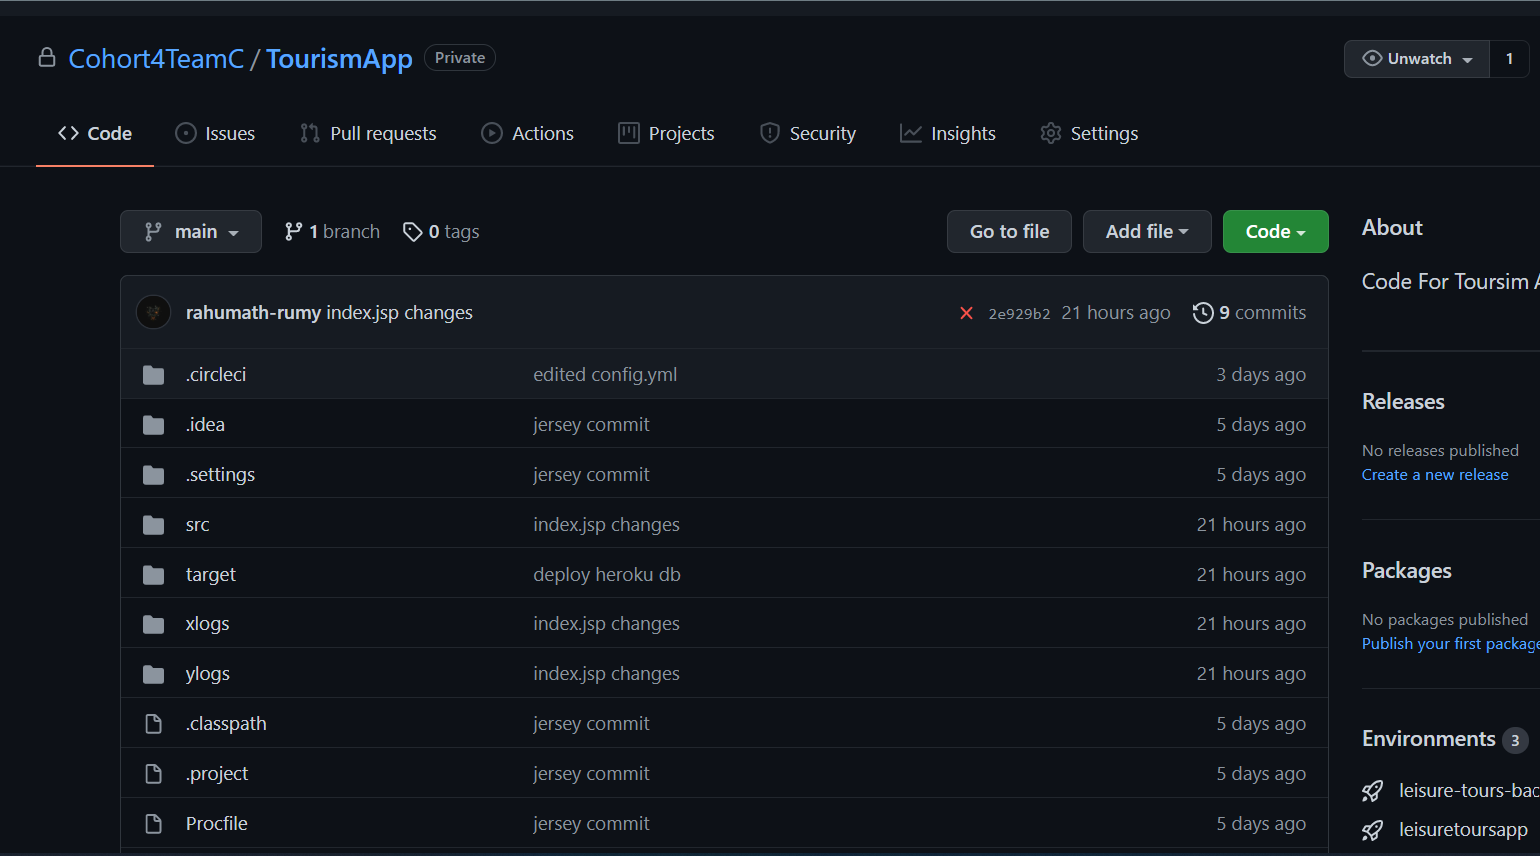 Cohort4TeamC / TourismApp Private
Unwatch 1
Code Issues Pull requests Actions Projects Security Insights Settings
main 1 branch 0 tags Go to file Add file Code
rahumath-rumy index.jsp changes 2e929b2 21 hours ago 9 commits
.circleci edited config.yml 3 days ago
.idea jersey commit 5 days ago
.settings jersey commit 5 days ago
src index.jsp changes 21 hours ago
target deploy heroku db 21 hours ago
xlogs index.jsp changes 21 hours ago
ylogs index.jsp changes 21 hours ago
.classpath jersey commit 5 days ago
.project jersey commit 5 days ago
Procfile jersey commit 5 days ago
About
Code For Toursim A
Releases
No releases published
Create a new release
Packages
No packages published
Publish your first package
Environments 3
leisure-tours-bac
leisuretoursapp